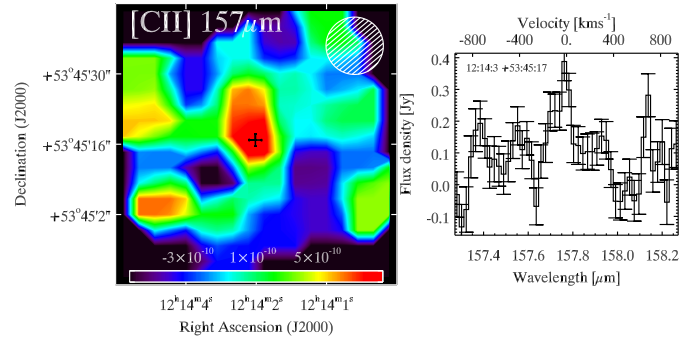 [CII] 157μm
Declination (J2000)
+53°45'30"
+53°45'16"
+53°45'2"
-3×10⁻¹⁰ 1×10⁻¹⁰ 5×10⁻¹⁰
12ʰ14ᵐ4ˢ 12ʰ14ᵐ2ˢ 12ʰ14ᵐ1ˢ
Right Ascension (J2000)
Velocity [kms⁻¹]
-800 -400 0. 400 800
12:14:3 +53:45:17
Flux density [Jy]
0.4
0.3
0.2
0.1
0.0
-0.1
157.4 157.6 157.8 158.0 158.2
Wavelength [μm]